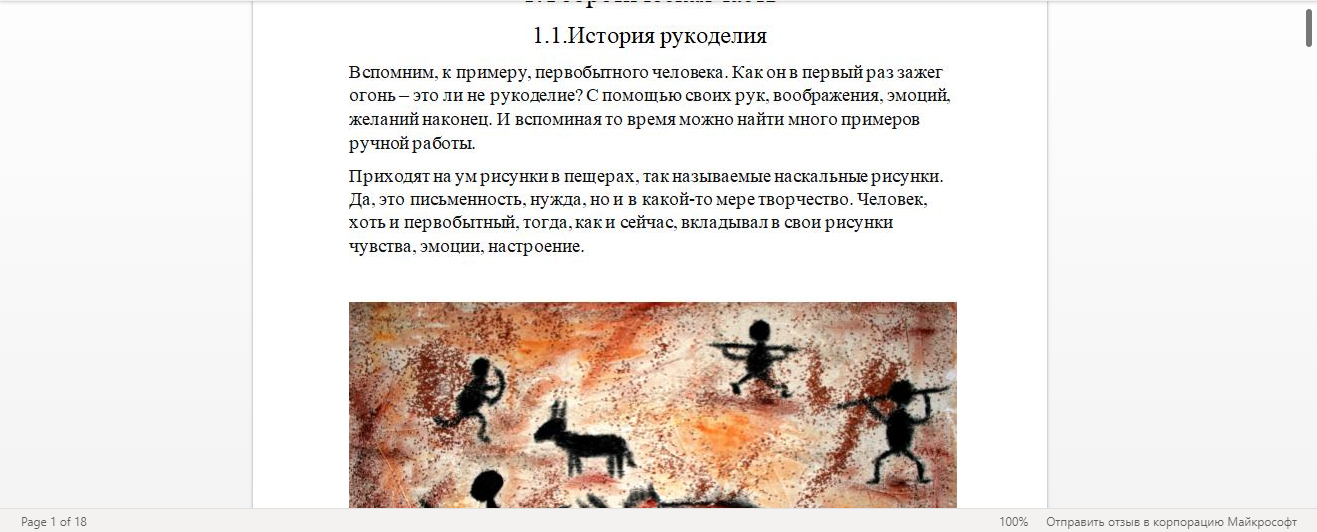 1.1.История рукоделия
Вспомним, к примеру, первобытного человека. Как он в первый раз зажег
огонь – это ли не рукоделие? С помощью своих рук, воображения, эмоций,
желаний наконец. И вспоминая то время можно найти много примеров
ручной работы.
Приходят на ум рисунки в пещерах, так называемые наскальные рисунки.
Да, это письменность, нужда, но и в какой-то мере творчество. Человек,
хоть и первобытный, тогда, как и сейчас, вкладывал в свои рисунки
чувства, эмоции, настроение.
Page 1 of 18
100%
Отправить отзыв в корпорацию Майкрософт